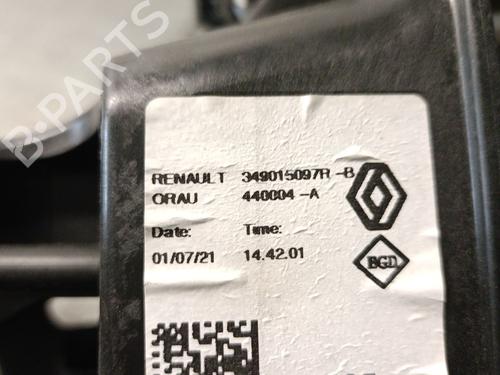 B-PARTS
RENAULT 349015097R -B
ORAU 440004 -A
Date: Time:
01/07/21 14.42.01
BGD